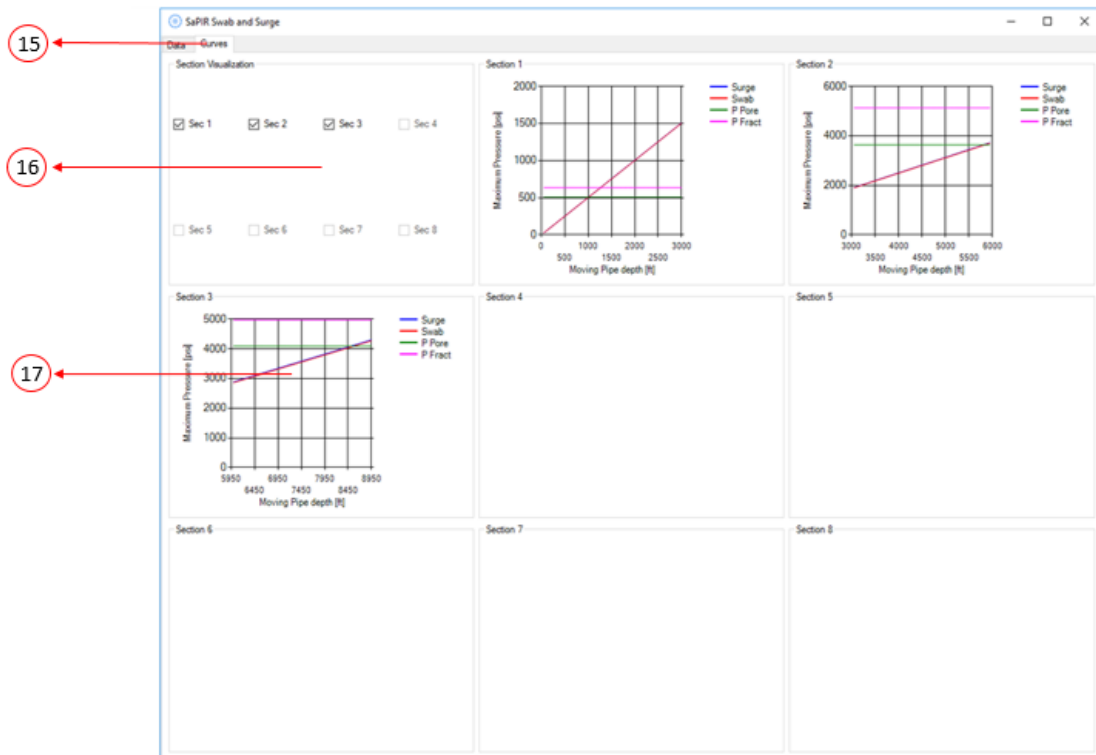 SaPIR Swab and Surge
15
Data Curves
Section Visualization
Sec 1 Sec 2 Sec 3 Sec 4
16
Sec 5 Sec 6 Sec 7 Sec 8
Section 1
Maximum Pressure [psi]
2000
1500
1000
500
0
0 1000 2000 3000
500 1500 2500
Moving Pipe depth [ft]
Surge
Swab
P Pore
P Fract
Section 2
Maximum Pressure [psi]
6000
4000
2000
0
3000 4000 5000 6000
3500 4500 5500
Moving Pipe depth [ft]
Surge
Swab
P Pore
P Fract
Section 3
17
Maximum Pressure [psi]
5000
4000
3000
2000
1000
0
5950 6950 7950 8950
6450 7450 8450
Moving Pipe depth [ft]
Surge
Swab
P Pore
P Fract
Section 4
Section 5
Section 6
Section 7
Section 8